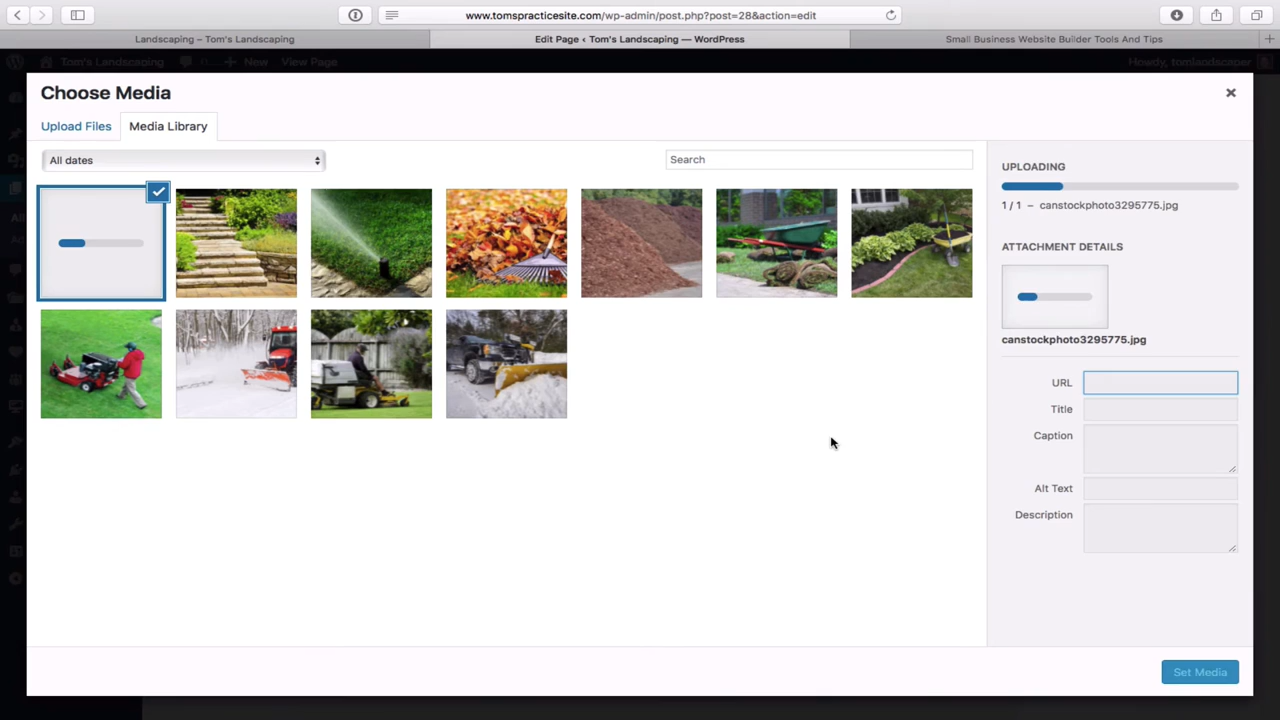 www.tomspracticesite.com/wp-admin/post.php?post=28&action=edit
Landscaping – Tom's Landscaping
Edit Page ‹ Tom's Landscaping — WordPress
Small Business Website Builder Tools And Tips
Tom's Landscaping
0
New
View Page
Howdy, tomlandscaper
Choose Media
Upload Files
Media Library
All dates
Search
UPLOADING
1 / 1 – canstockphoto3295775.jpg
ATTACHMENT DETAILS
canstockphoto3295775.jpg
URL
Title
Caption
Alt Text
Description
Set Media